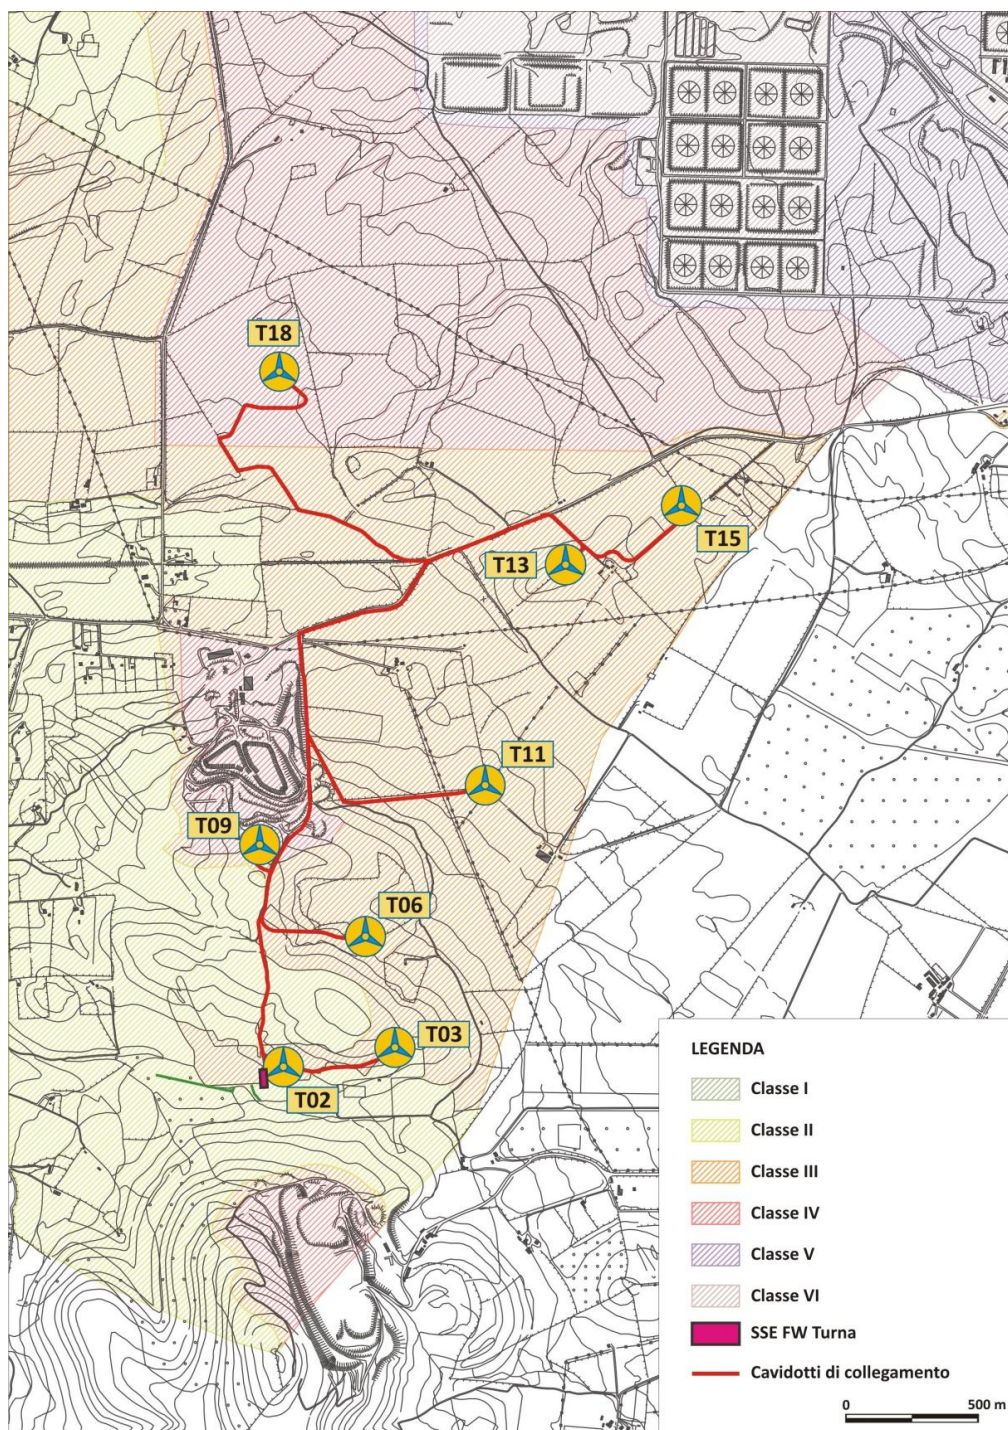 T18
T15
T13
T11
T09
T06
T03
T02
LEGENDA
Classe I
Classe II
Classe III
Classe IV
Classe V
Classe VI
SSE FW Turna
Cavidotti di collegamento
0 500 m